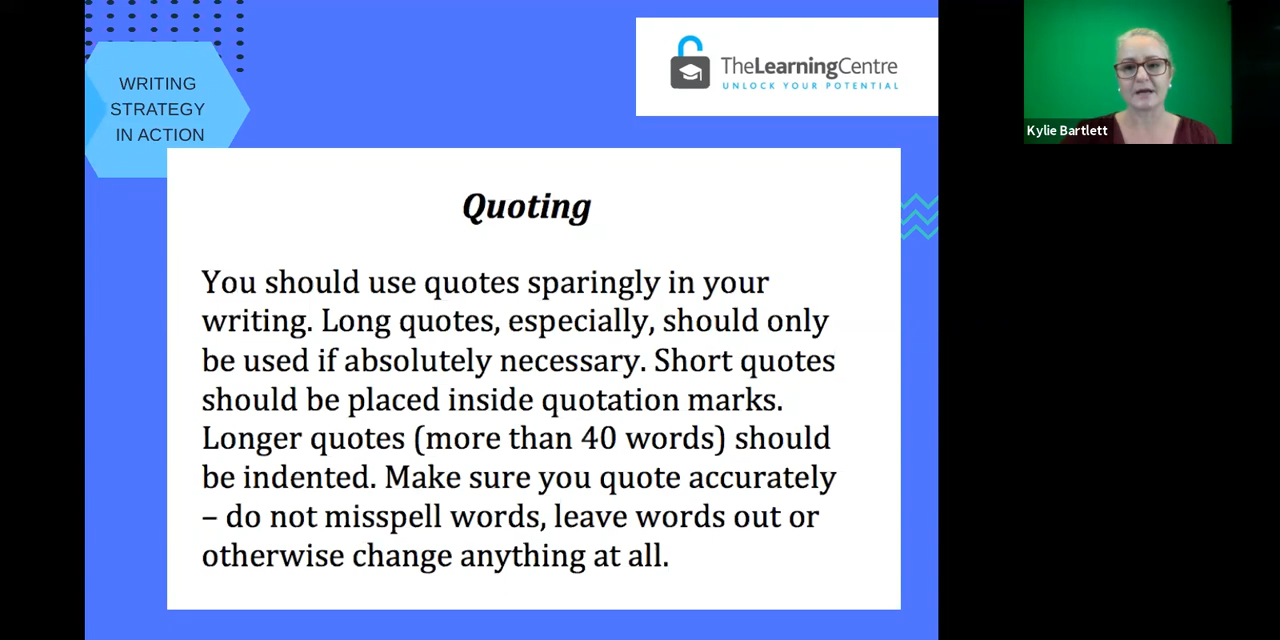 WRITING
STRATEGY
IN ACTION
TheLearningCentre
UNLOCK YOUR POTENTIAL
Kylie Bartlett
Quoting
You should use quotes sparingly in your
writing. Long quotes, especially, should only
be used if absolutely necessary. Short quotes
should be placed inside quotation marks.
Longer quotes (more than 40 words) should
be indented. Make sure you quote accurately
– do not misspell words, leave words out or
otherwise change anything at all.